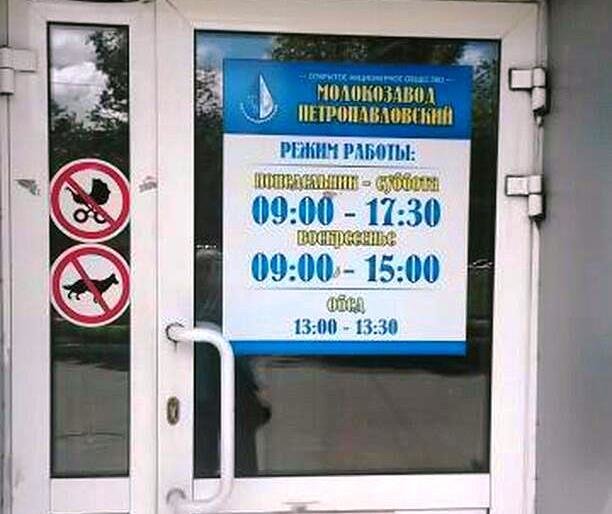 ОТКРЫТОЕ АКЦИОНЕРНОЕ ОБЩЕСТВО
МОЛОКОЗАВОД
ПЕТРОПАВЛОВСКИЙ
РЕЖИМ РАБОТЫ:
понедельник - суббота
09:00 - 17:30
воскресенье
09:00 - 15:00
обед
13:00 - 13:30